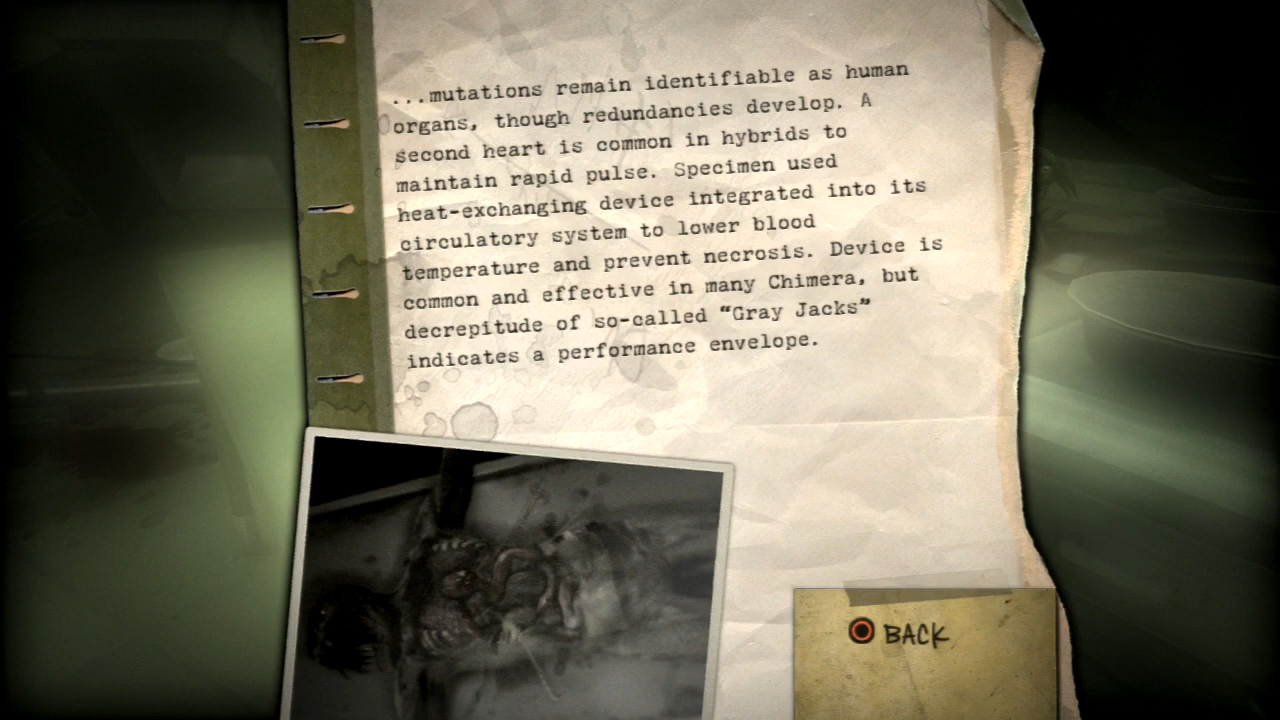 ...mutations remain identifiable as human
organs, though redundancies develop. A
second heart is common in hybrids to
maintain rapid pulse. Specimen used
heat-exchanging device integrated into its
circulatory system to lower blood
temperature and prevent necrosis. Device is
common and effective in many Chimera, but
decrepitude of so-called “Gray Jacks”
indicates a performance envelope.
BACK